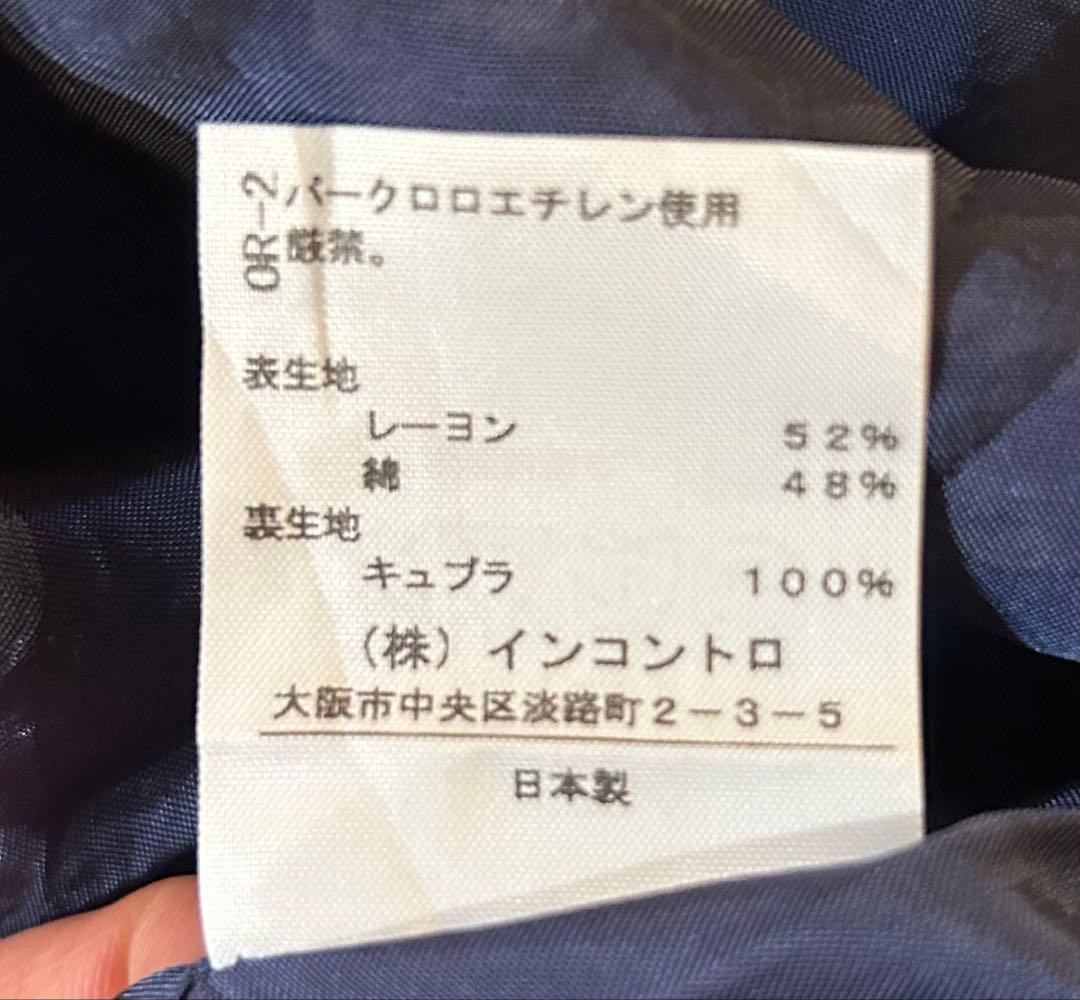 OR-2
パークロロエチレン使用
厳禁。
表生地
レーヨン 52%
綿 48%
裏生地
キュプラ 100%
(株)インコントロ
大阪市中央区淡路町2-3-5
日本製